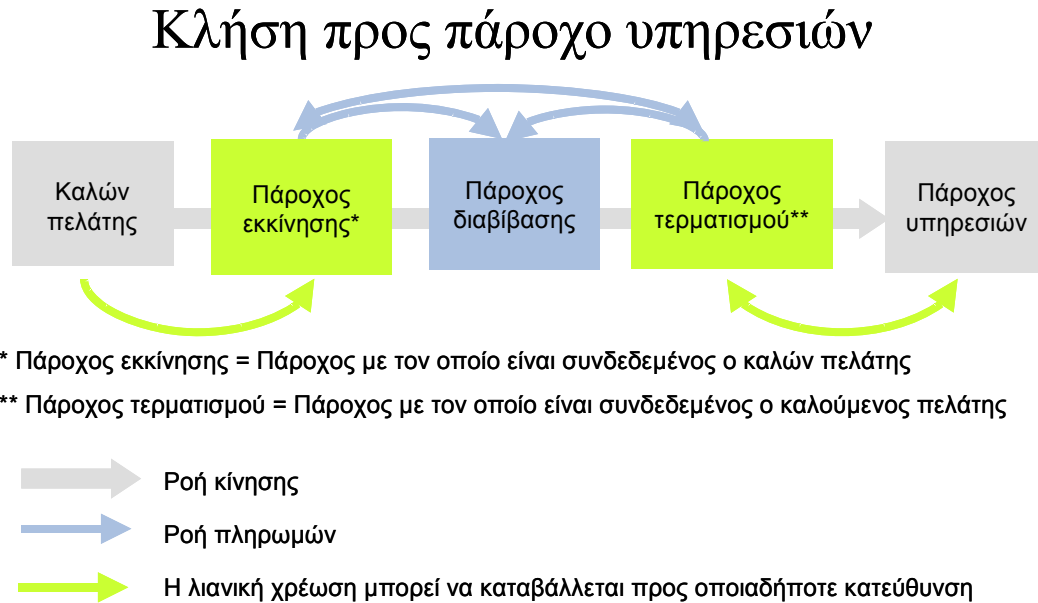 Κλήση προς πάροχο υπηρεσιών
Καλών
πελάτης
Πάροχος
εκκίνησης*
Πάροχος
διαβίβασης
Πάροχος
τερματισμού**
Πάροχος
υπηρεσιών
* Πάροχος εκκίνησης = Πάροχος με τον οποίο είναι συνδεδεμένος ο καλών πελάτης
** Πάροχος τερματισμού = Πάροχος με τον οποίο είναι συνδεδεμένος ο καλούμενος πελάτης
Ροή κίνησης
Ροή πληρωμών
Η λιανική χρέωση μπορεί να καταβάλλεται προς οποιαδήποτε κατεύθυνση